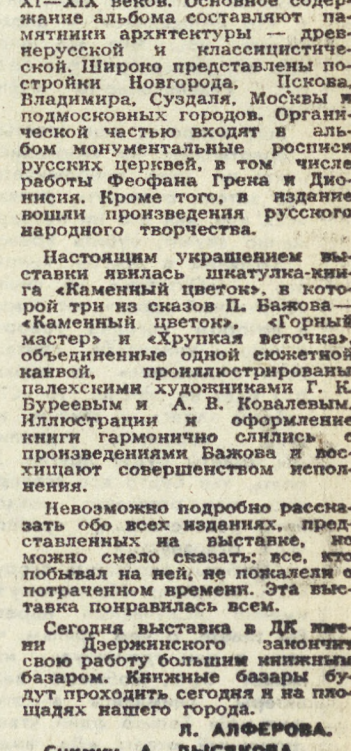 XI—XIX веков. Основное содер-
жание альбома составляют па-
мятники архитектуры — древ-
нерусской и классицистиче-
ской. Широко представлены по-
стройки Новгорода, Пскова,
Владимира, Суздаля, Москвы и
подмосковных городов. Органи-
ческой частью входят в аль-
бом монументальные росписи
русских церквей, в том числе
работы Феофана Грека и Дио-
нисия. Кроме того, в издание
вошли произведения русского
народного творчества.
Настоящим украшением вы-
ставки явилась шкатулка-кни-
га «Каменный цветок», в кото-
рой три из сказов П. Бажова—
«Каменный цветок», «Горный
мастер» и «Хрупкая веточка»,
объединенные одной сюжетной
канвой, проиллюстрированы
палехскими художниками Г. К.
Буреевым и А. В. Ковалевым.
Иллюстрации и оформление
книги гармонично слились с
произведениями Бажова и вос-
хищают совершенством испол-
нения.
Невозможно подробно расска-
зать обо всех изданиях, пред-
ставленных на выставке, но
можно смело сказать: все, кто
побывал на ней, не пожалели о
потраченном времени. Эта выс-
тавка понравилась всем.
Сегодня выставка в ДК име-
ни Дзержинского закончит
свою работу большим книжным
базаром. Книжные базары бу-
дут проходить сегодня и на пло-
щадях нашего города.
Л. АЛФЕРОВА.